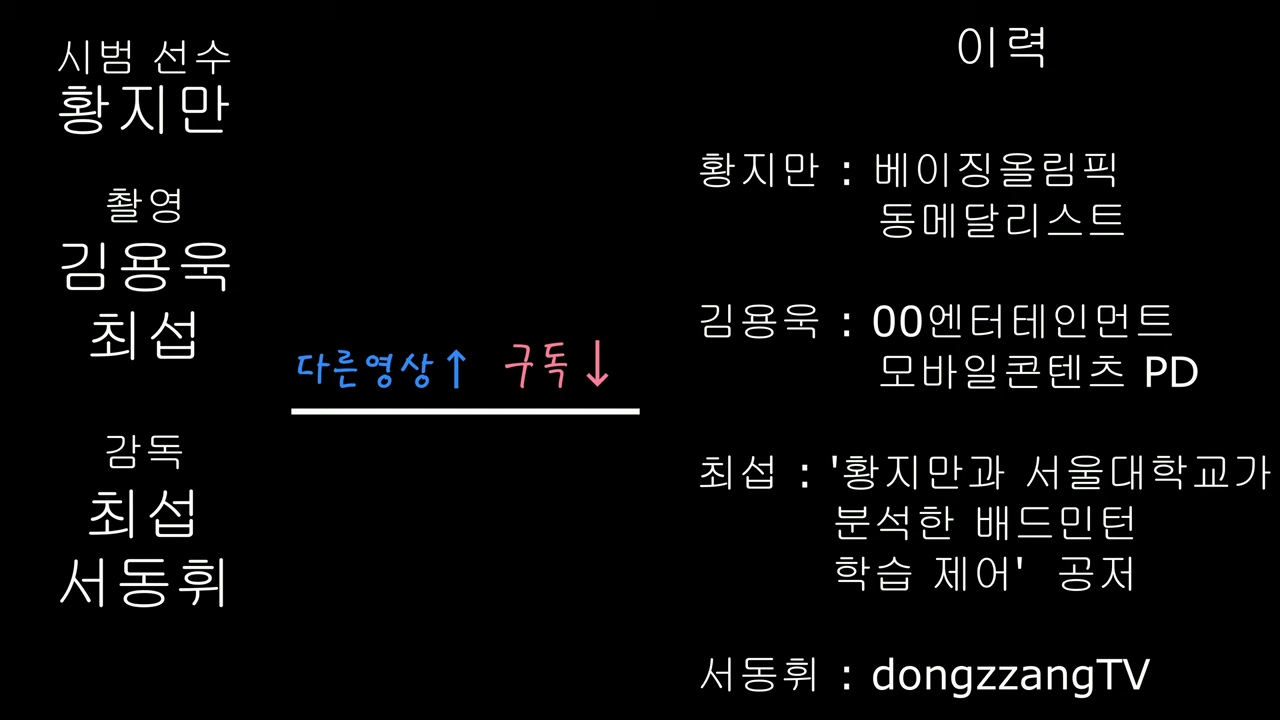 시범 선수
황지만
촬영
김용욱
최섭
감독
최섭
서동휘
다른영상↑ 구독↓
이력
황지만 : 베이징올림픽
동메달리스트
김용욱 : 00엔터테인먼트
모바일콘텐츠 PD
최섭 : '황지만과 서울대학교가
분석한 배드민턴
학습 제어' 공저
서동휘 : dongzzangTV